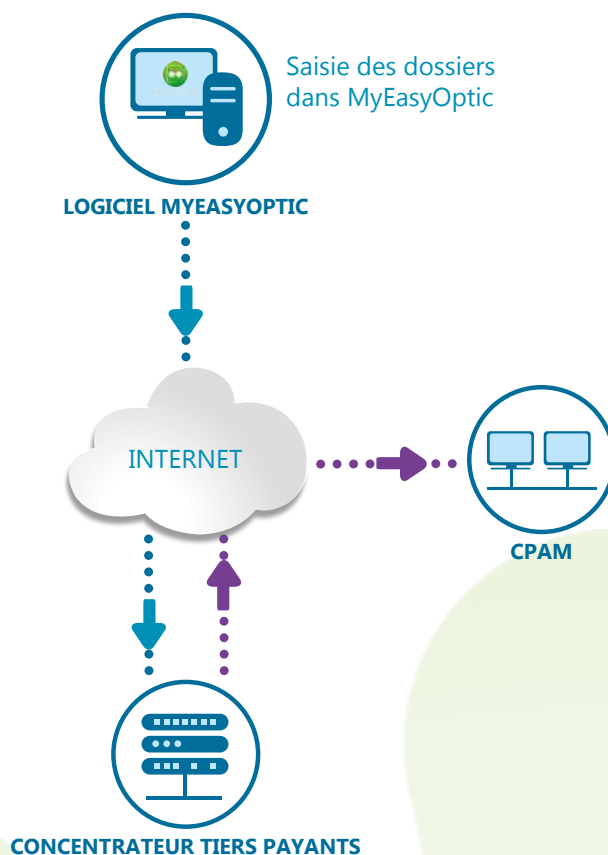 Saisie des dossiers
dans MyEasyOptic
LOGICIEL MYEASYOPTIC
INTERNET
CPAM
CONCENTRATEUR TIERS PAYANTS